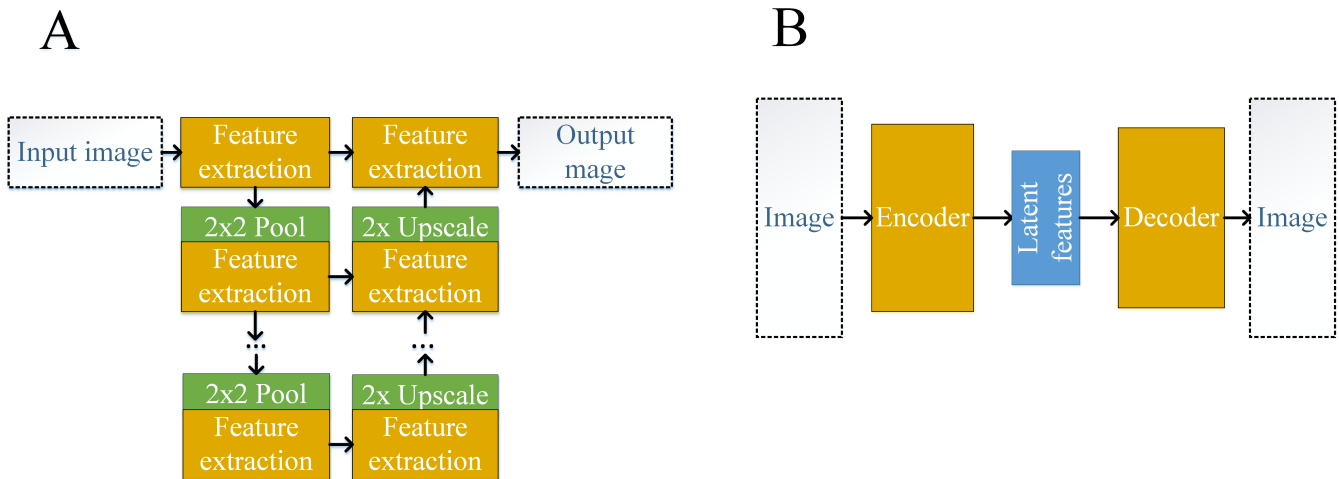 A
Input image
Feature
extraction
Feature
extraction
Output
mage
2x2 Pool
2x Upscale
Feature
extraction
Feature
extraction
...
...
2x2 Pool
2x Upscale
Feature
extraction
Feature
extraction
B
Image
Encoder
Latent
features
Decoder
Image